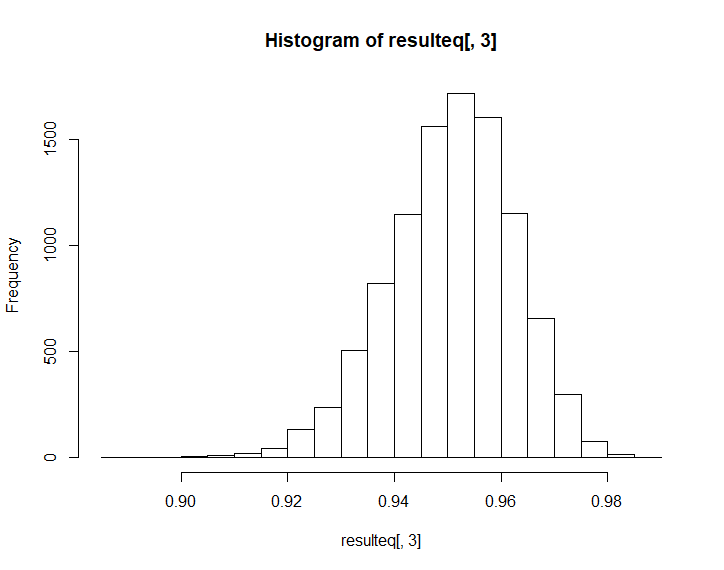 Histogram of resulteq[, 3]
Frequency
1500
1000
500
0
0.90 0.92 0.94 0.96 0.98
resulteq[, 3]